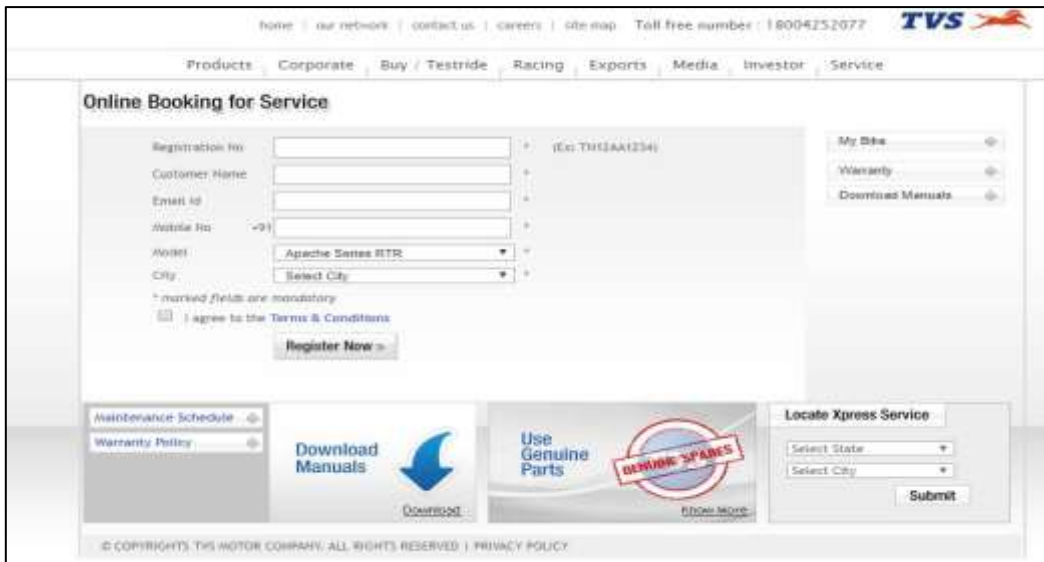 home | our network | contact us | careers | site map Toll free number : 18004252077 TVS
Products Corporate Buy / Testride Racing Exports Media Investor Service
Online Booking for Service
Registration No * (Ex: TN12AA1234)
Customer Name *
Email Id *
Mobile No +91 *
Model Apache Series RTR *
City Select City *
* marked fields are mandatory
I agree to the Terms & Conditions
Register Now »
My Bike
Warranty
Download Manuals
Maintenance Schedule
Warranty Policy
Download
Manuals
Download
Use
Genuine
Parts
GENUINE SPARES
Know More
Locate Xpress Service
Select State
Select City
Submit
© COPYRIGHTS TVS MOTOR COMPANY. ALL RIGHTS RESERVED | PRIVACY POLICY